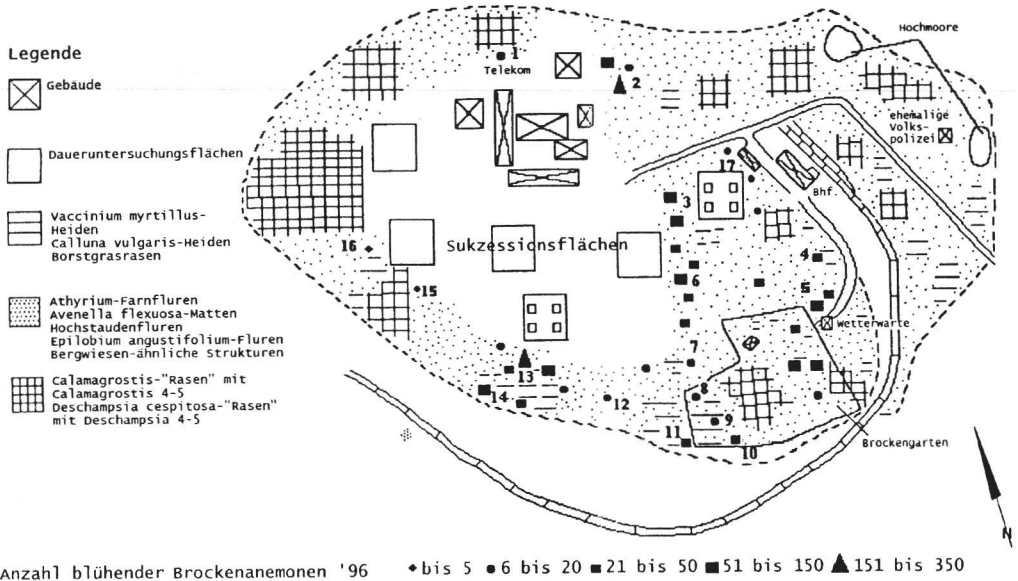 Legende
Gebäude
Daueruntersuchungsflächen
Vaccinium myrtillus-
Heiden
Calluna vulgaris-Heiden
Borstgrasrasen
Athyrium-Farnfluren
Avenella flexuosa-Matten
Hochstaudenfluren
Epilobium angustifolium-Fluren
Bergwiesen-ähnliche Strukturen
Calamagrostis-"Rasen" mit
Calamagrostis 4-5
Deschampsia cespitosa-"Rasen"
mit Deschampsia 4-5
Hochmoore
1
Telekom
2
ehemalige
Volks-
polizei
17
Bhf.
3
16
Sukzessionsflächen
4
6
15
5
Wetterwarte
7
13
14
8
12
9
11
10
Brockengarten
N
Anzahl blühender Brockenanemonen '96 bis 5 6 bis 20 21 bis 50 51 bis 150 151 bis 350